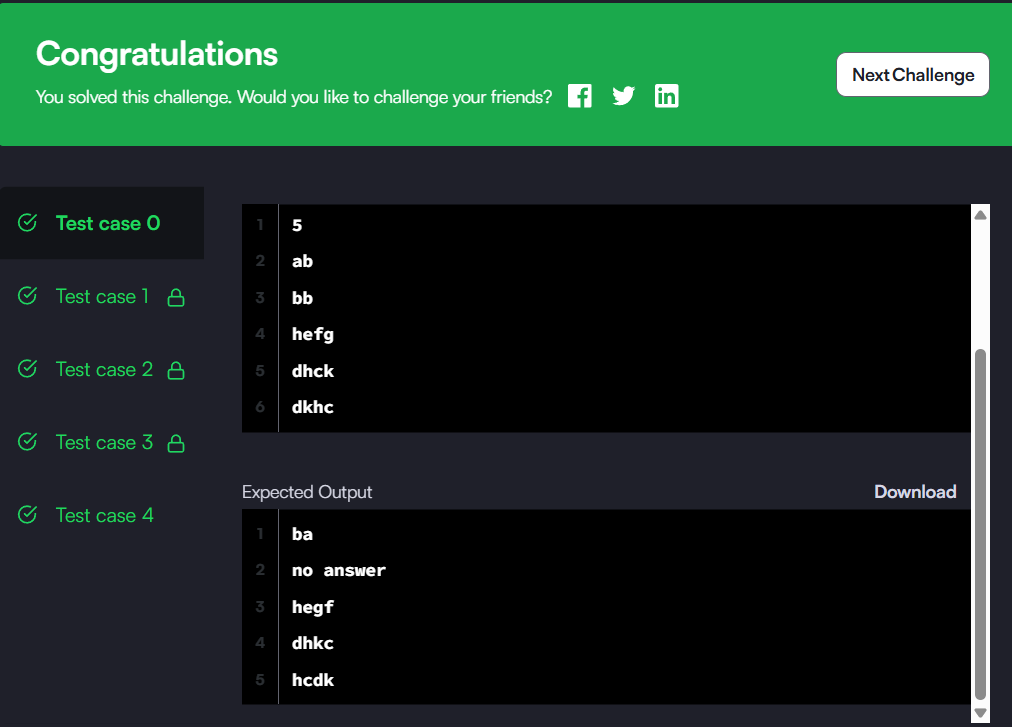 Congratulations
You solved this challenge. Would you like to challenge your friends?
Next Challenge
Test case 0
Test case 1
Test case 2
Test case 3
Test case 4
1 5
2 ab
3 bb
4 hefg
5 dhck
6 dkhc
Expected Output
Download
1 ba
2 no answer
3 hegf
4 dhkc
5 hcdk